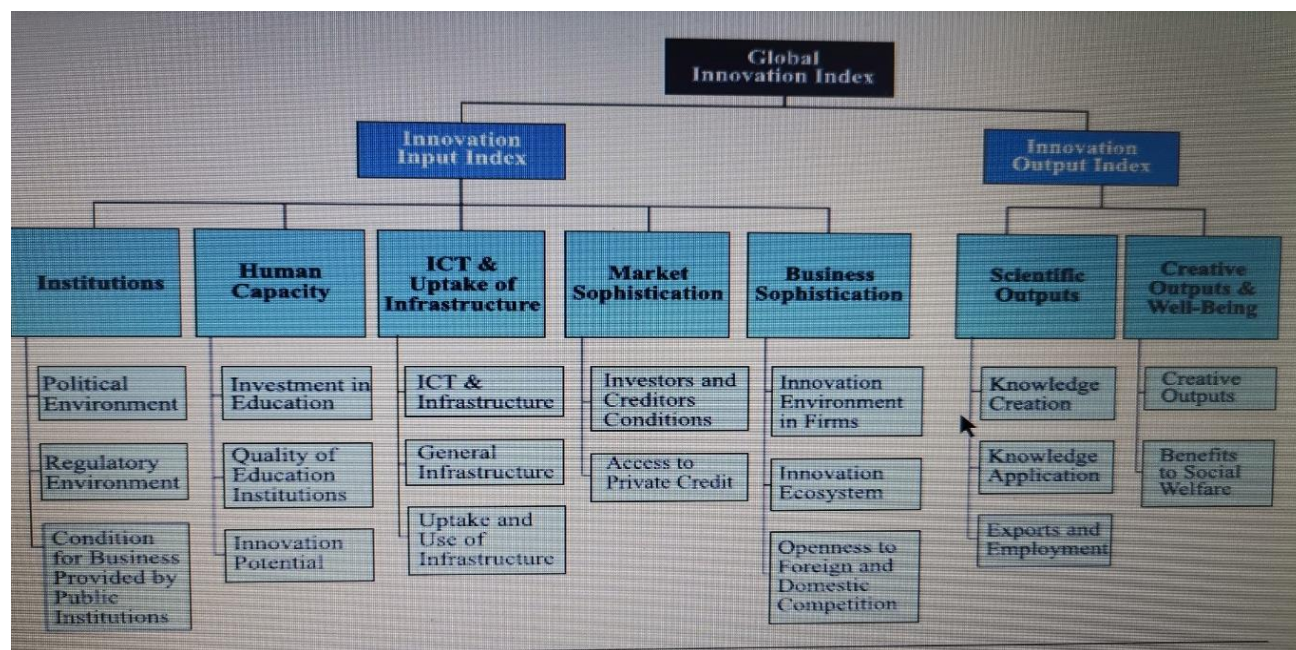 Global
Innovation Index
Innovation
Input Index
Innovation
Output Index
Institutions
Human
Capacity
ICT &
Uptake of
Infrastructure
Market
Sophistication
Business
Sophistication
Scientific
Outputs
Creative
Outputs &
Well-Being
Political
Environment
Regulatory
Environment
Condition
for Business
Provided by
Public
Institutions
Investment in
Education
Quality of
Education
Institutions
Innovation
Potential
ICT &
Infrastructure
General
Infrastructure
Uptake and
Use of
Infrastructure
Investors and
Creditors
Conditions
Access to
Private Credit
Innovation
Environment
in Firms
Innovation
Ecosystem
Openness to
Foreign and
Domestic
Competition
Knowledge
Creation
Knowledge
Application
Exports and
Employment
Creative
Outputs
Benefits
to Social
Welfare